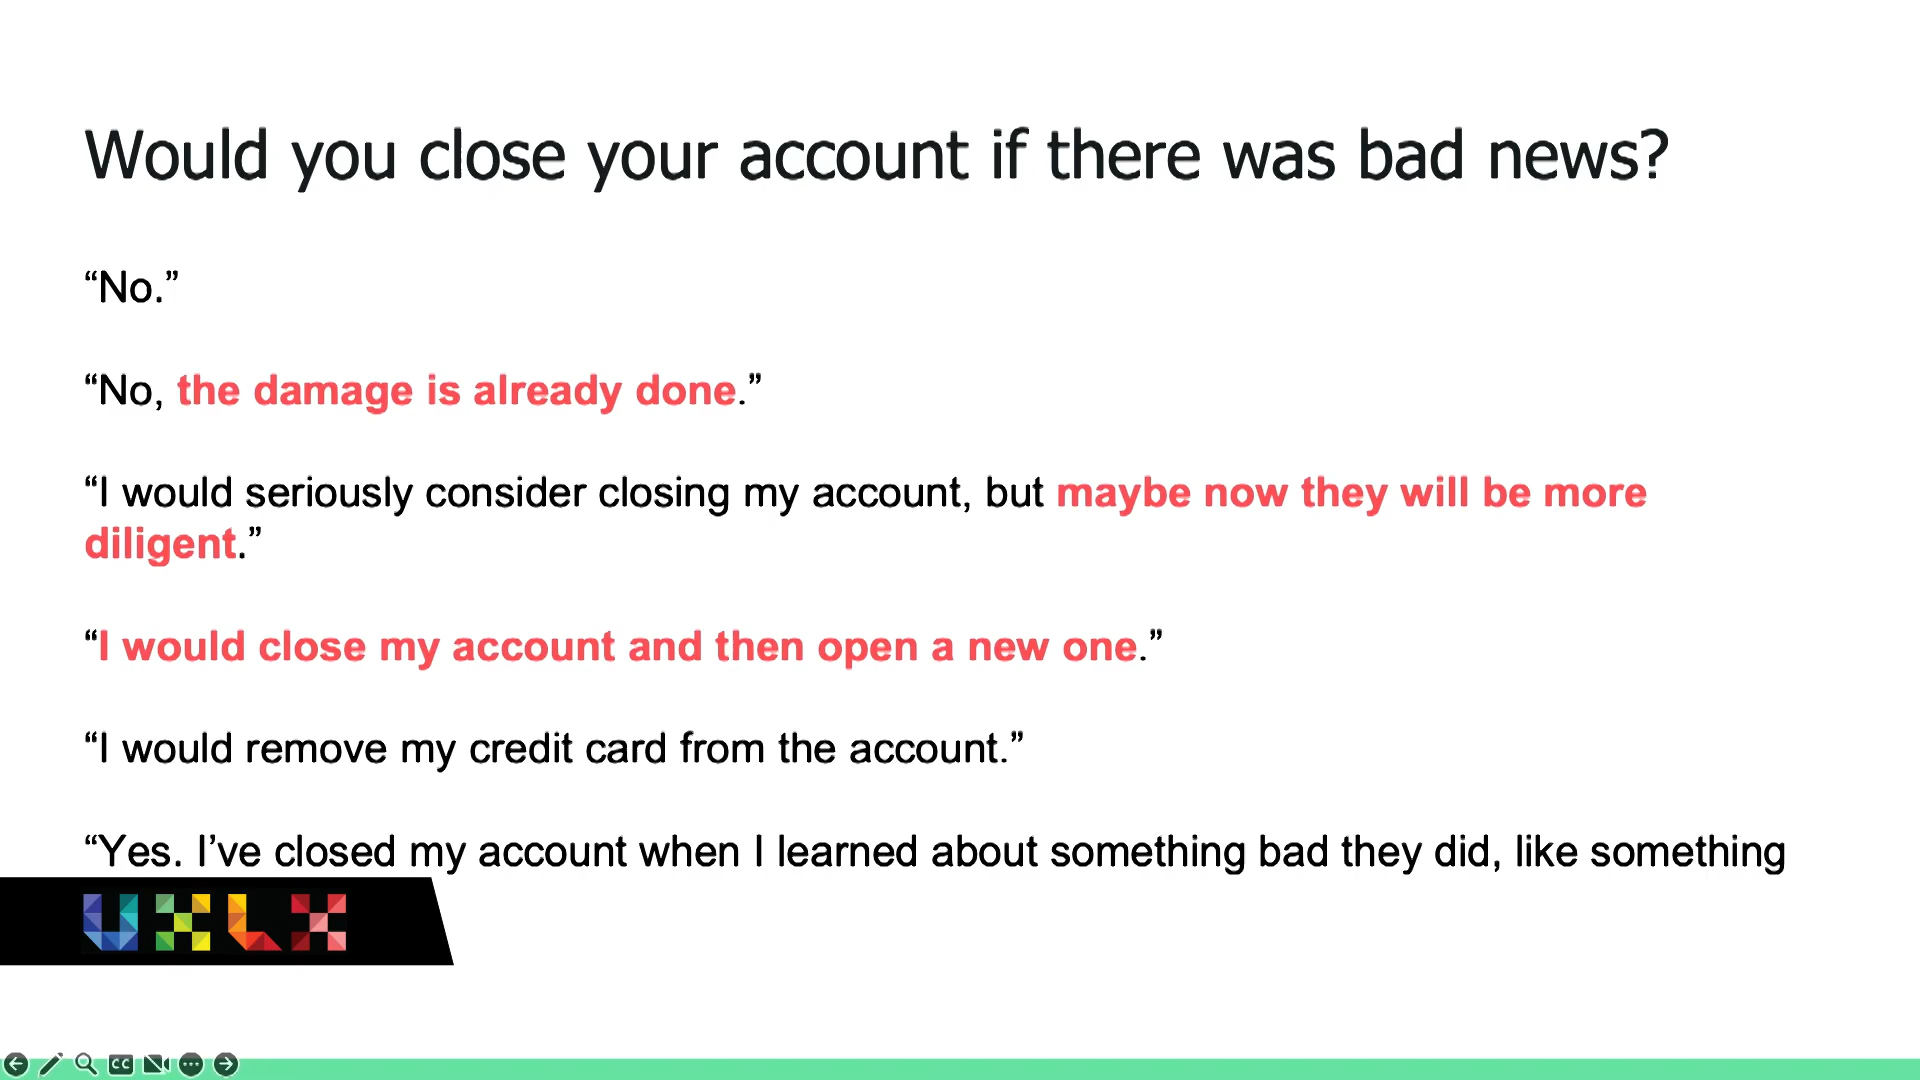 Would you close your account if there was bad news?
“No.”
“No, the damage is already done.”
“I would seriously consider closing my account, but maybe now they will be more
diligent.”
“I would close my account and then open a new one.”
“I would remove my credit card from the account.”
“Yes. I’ve closed my account when I learned about something bad they did, like something
UXLX
CC